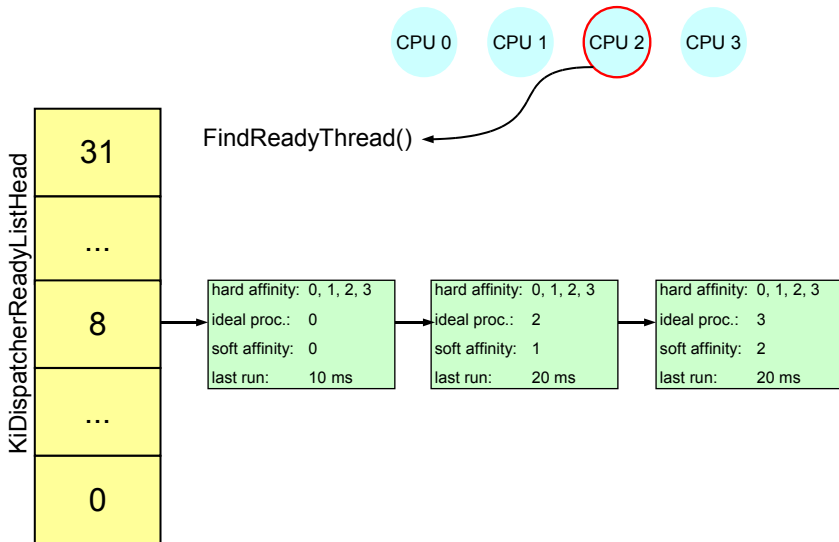 CPU 0 CPU 1 CPU 2 CPU 3
FindReadyThread()
KiDispatcherReadyListHead
31
...
8
...
0
hard affinity: 0, 1, 2, 3
ideal proc.: 0
soft affinity: 0
last run: 10 ms
hard affinity: 0, 1, 2, 3
ideal proc.: 2
soft affinity: 1
last run: 20 ms
hard affinity: 0, 1, 2, 3
ideal proc.: 3
soft affinity: 2
last run: 20 ms